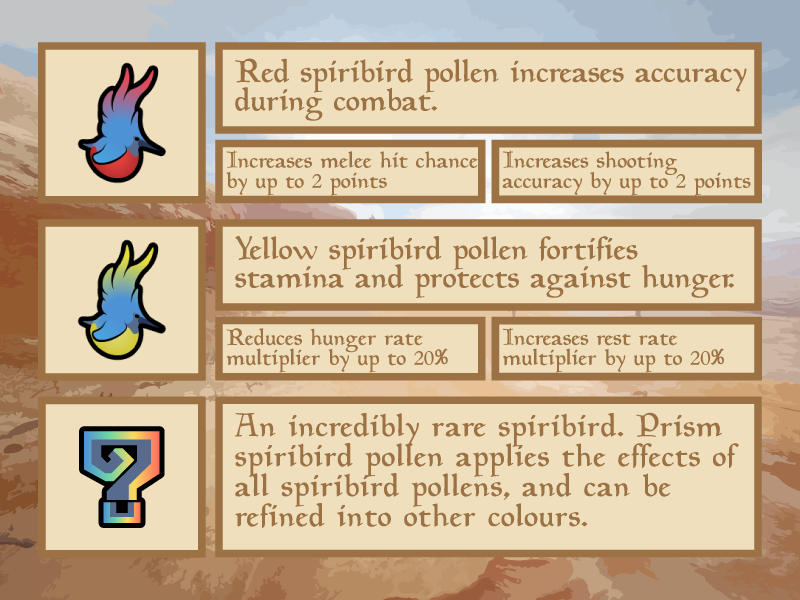 Red spiribird pollen increases accuracy
during combat.
Increases melee hit chance
by up to 2 points
Increases shooting
accuracy by up to 2 points
Yellow spiribird pollen fortifies
stamina and protects against hunger.
Reduces hunger rate
multiplier by up to 20%
Increases rest rate
multiplier by up to 20%
An incredibly rare spiribird. Prism
spiribird pollen applies the effects of
all spiribird pollens, and can be
refined into other colours.